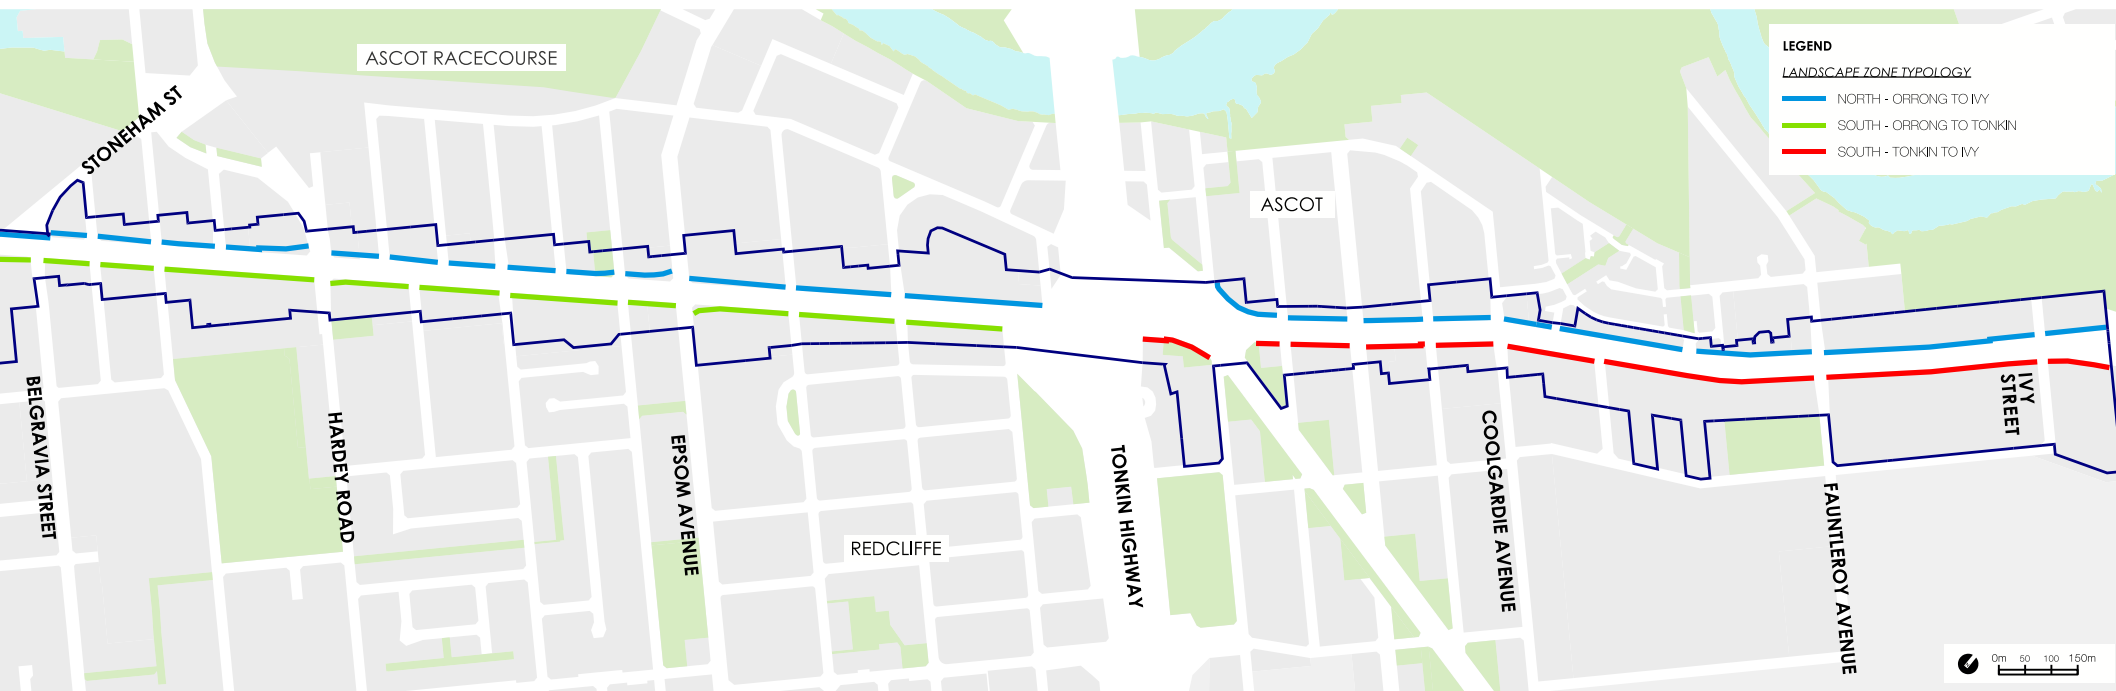 ASCOT RACECOURSE
STONEHAM ST
LEGEND
LANDSCAPE ZONE TYPOLOGY
NORTH - ORRONG TO IVY
SOUTH - ORRONG TO TONKIN
SOUTH - TONKIN TO IVY
ASCOT
BELGRAVIA STREET
HARDEY ROAD
EPSOM AVENUE
REDCLIFFE
TONKIN HIGHWAY
COOLGARDIE AVENUE
FAUNTLEROY AVENUE
IVY
STREET
0m 50 100 150m